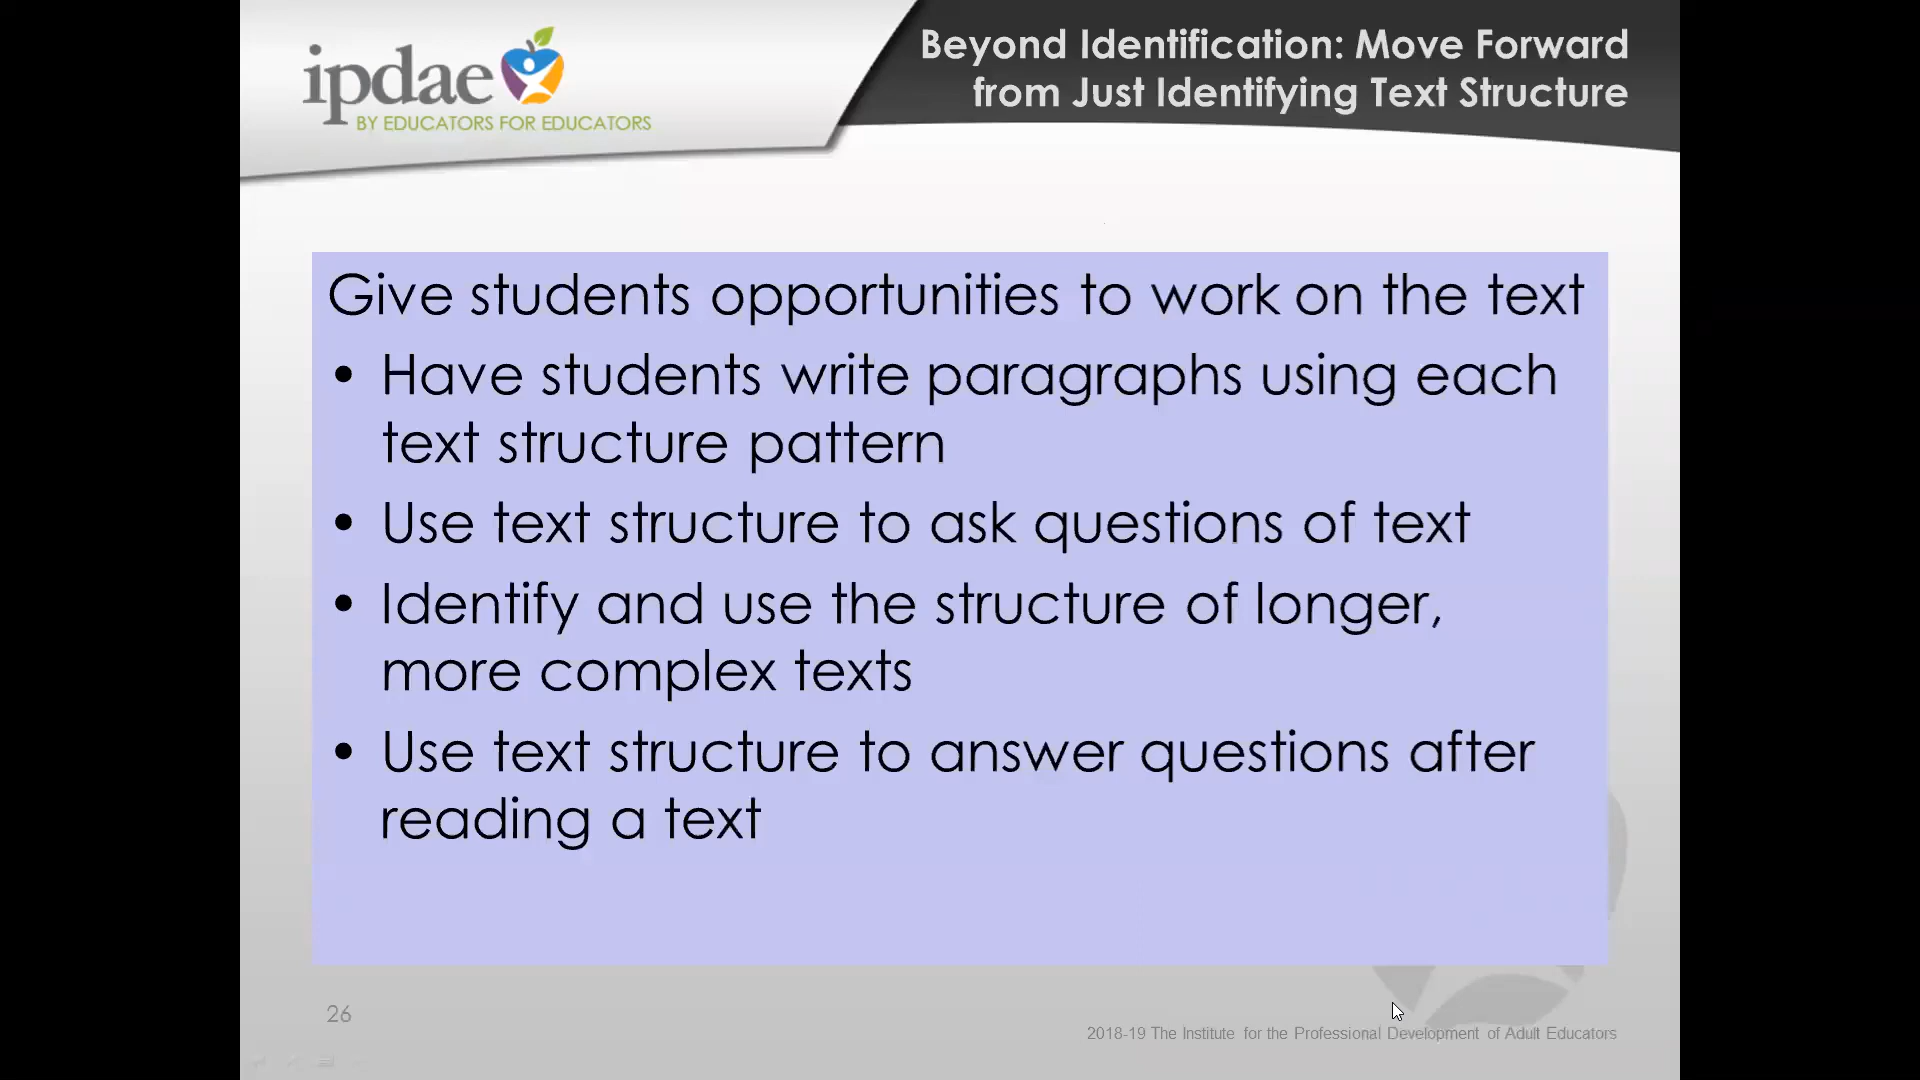 ipdae
BY EDUCATORS FOR EDUCATORS
Beyond Identification: Move Forward
from Just Identifying Text Structure
Give students opportunities to work on the text
• Have students write paragraphs using each
text structure pattern
• Use text structure to ask questions of text
• Identify and use the structure of longer,
more complex texts
• Use text structure to answer questions after
reading a text
26
2018-19 The Institute for the Professional Development of Adult Educators